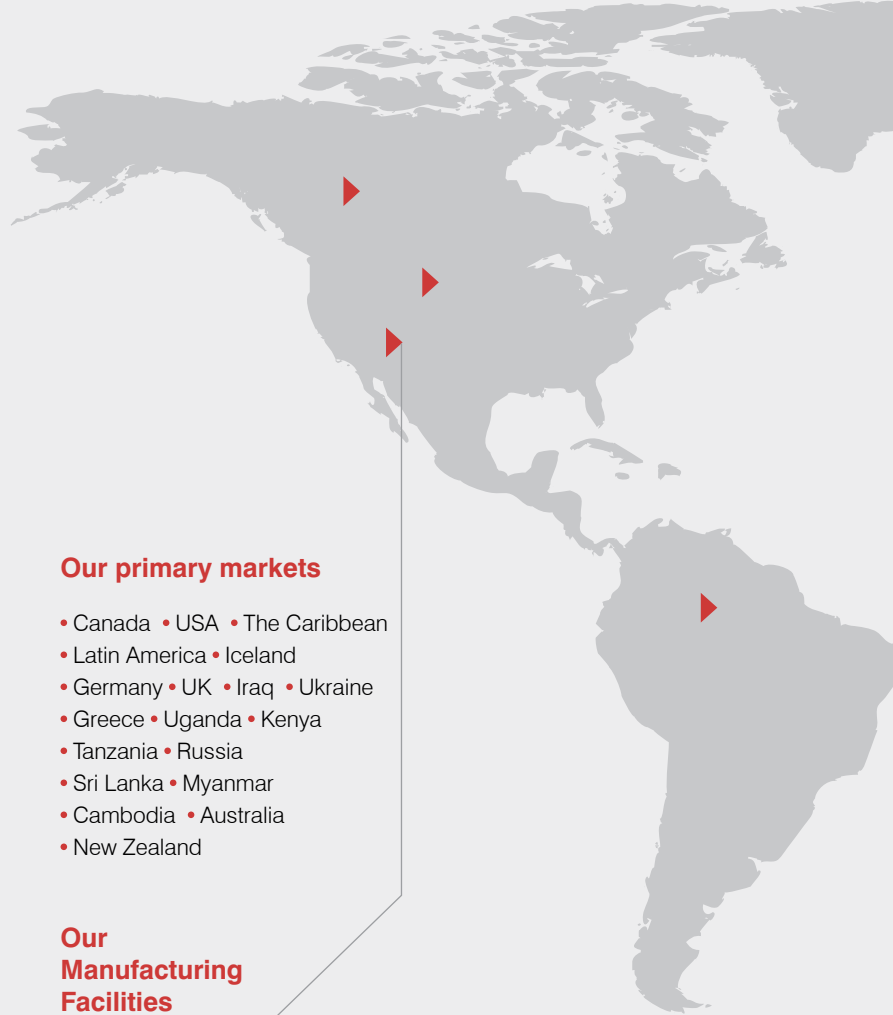 Our primary markets
• Canada • USA • The Caribbean
• Latin America • Iceland
• Germany • UK • Iraq • Ukraine
• Greece • Uganda • Kenya
• Tanzania • Russia
• Sri Lanka • Myanmar
• Cambodia • Australia
• New Zealand
Our
Manufacturing
Facilities